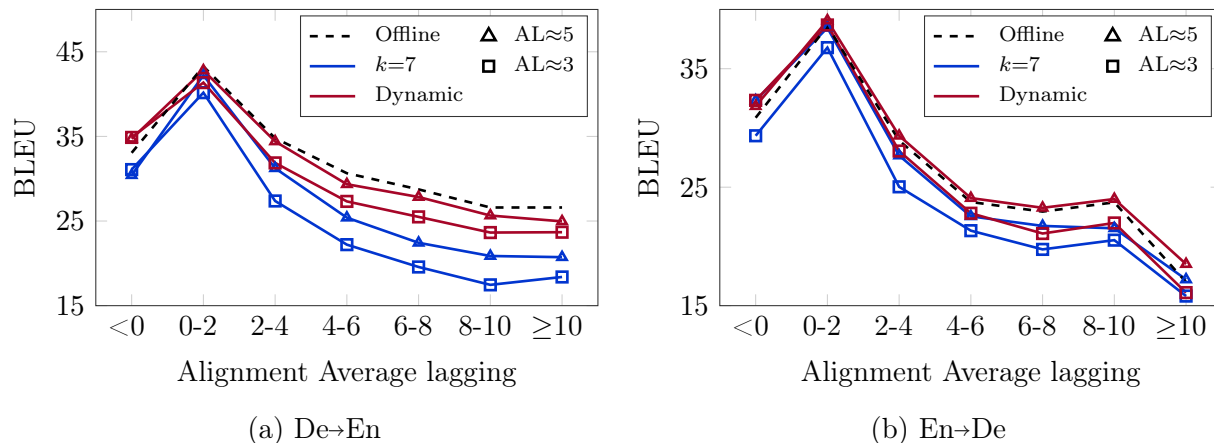 45
35
25
15
BLEU
Offline
k=7
Dynamic
AL≈5
AL≈3
<0 0-2 2-4 4-6 6-8 8-10 ≥10
Alignment Average lagging
(a) De→En
35
25
15
BLEU
Offline
k=7
Dynamic
AL≈5
AL≈3
<0 0-2 2-4 4-6 6-8 8-10 ≥10
Alignment Average lagging
(b) En→De